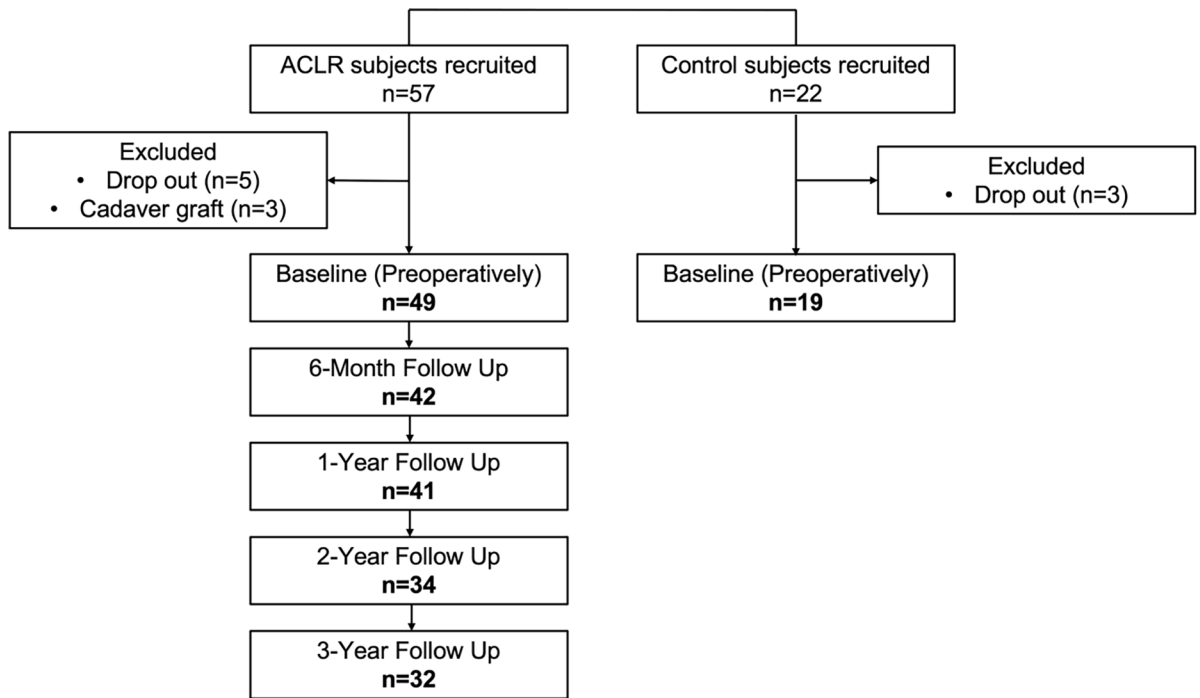 ACLR subjects recruited
n=57
Control subjects recruited
n=22
Excluded
• Drop out (n=5)
• Cadaver graft (n=3)
Excluded
• Drop out (n=3)
Baseline (Preoperatively)
n=49
Baseline (Preoperatively)
n=19
6-Month Follow Up
n=42
1-Year Follow Up
n=41
2-Year Follow Up
n=34
3-Year Follow Up
n=32